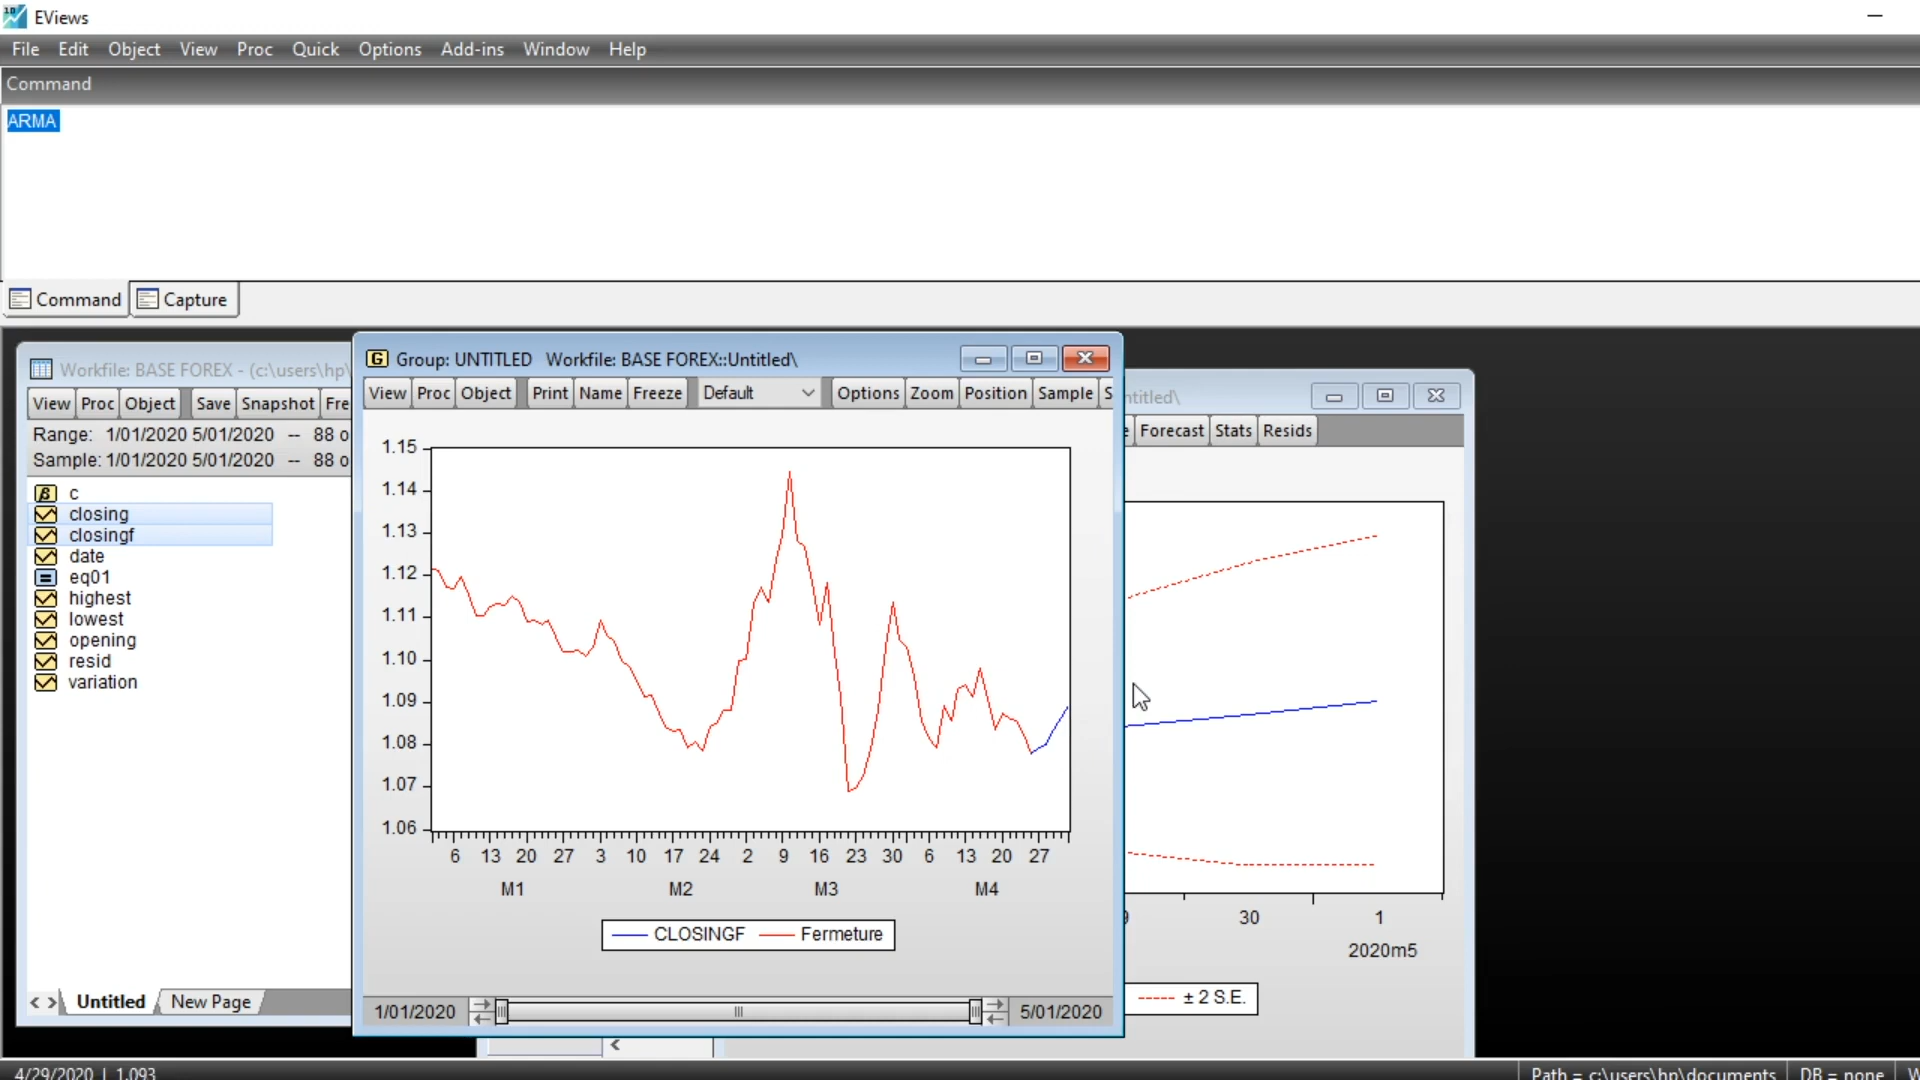 EViews
File Edit Object View Proc Quick Options Add-ins Window Help
Command
ARMA
Command Capture
Workfile: BASE FOREX - (c:\users\hp\
View Proc Object Save Snapshot Fre
Range: 1/01/2020 5/01/2020 -- 88 o
Sample: 1/01/2020 5/01/2020 -- 88 o
c
closing
closingf
date
eq01
highest
lowest
opening
resid
variation
Untitled New Page
Group: UNTITLED Workfile: BASE FOREX::Untitled\
View Proc Object Print Name Freeze Default Options Zoom Position Sample S
1.15
1.14
1.13
1.12
1.11
1.10
1.09
1.08
1.07
1.06
6 13 20 27 3 10 17 24 2 9 16 23 30 6 13 20 27
M1 M2 M3 M4
CLOSINGF Fermeture
1/01/2020 5/01/2020
ntitled\
e Forecast Stats Resids
30 1
2020m5
± 2 S.E.
4/29/2020 | 1.093
Path = c:\users\hp\documents DB = none W